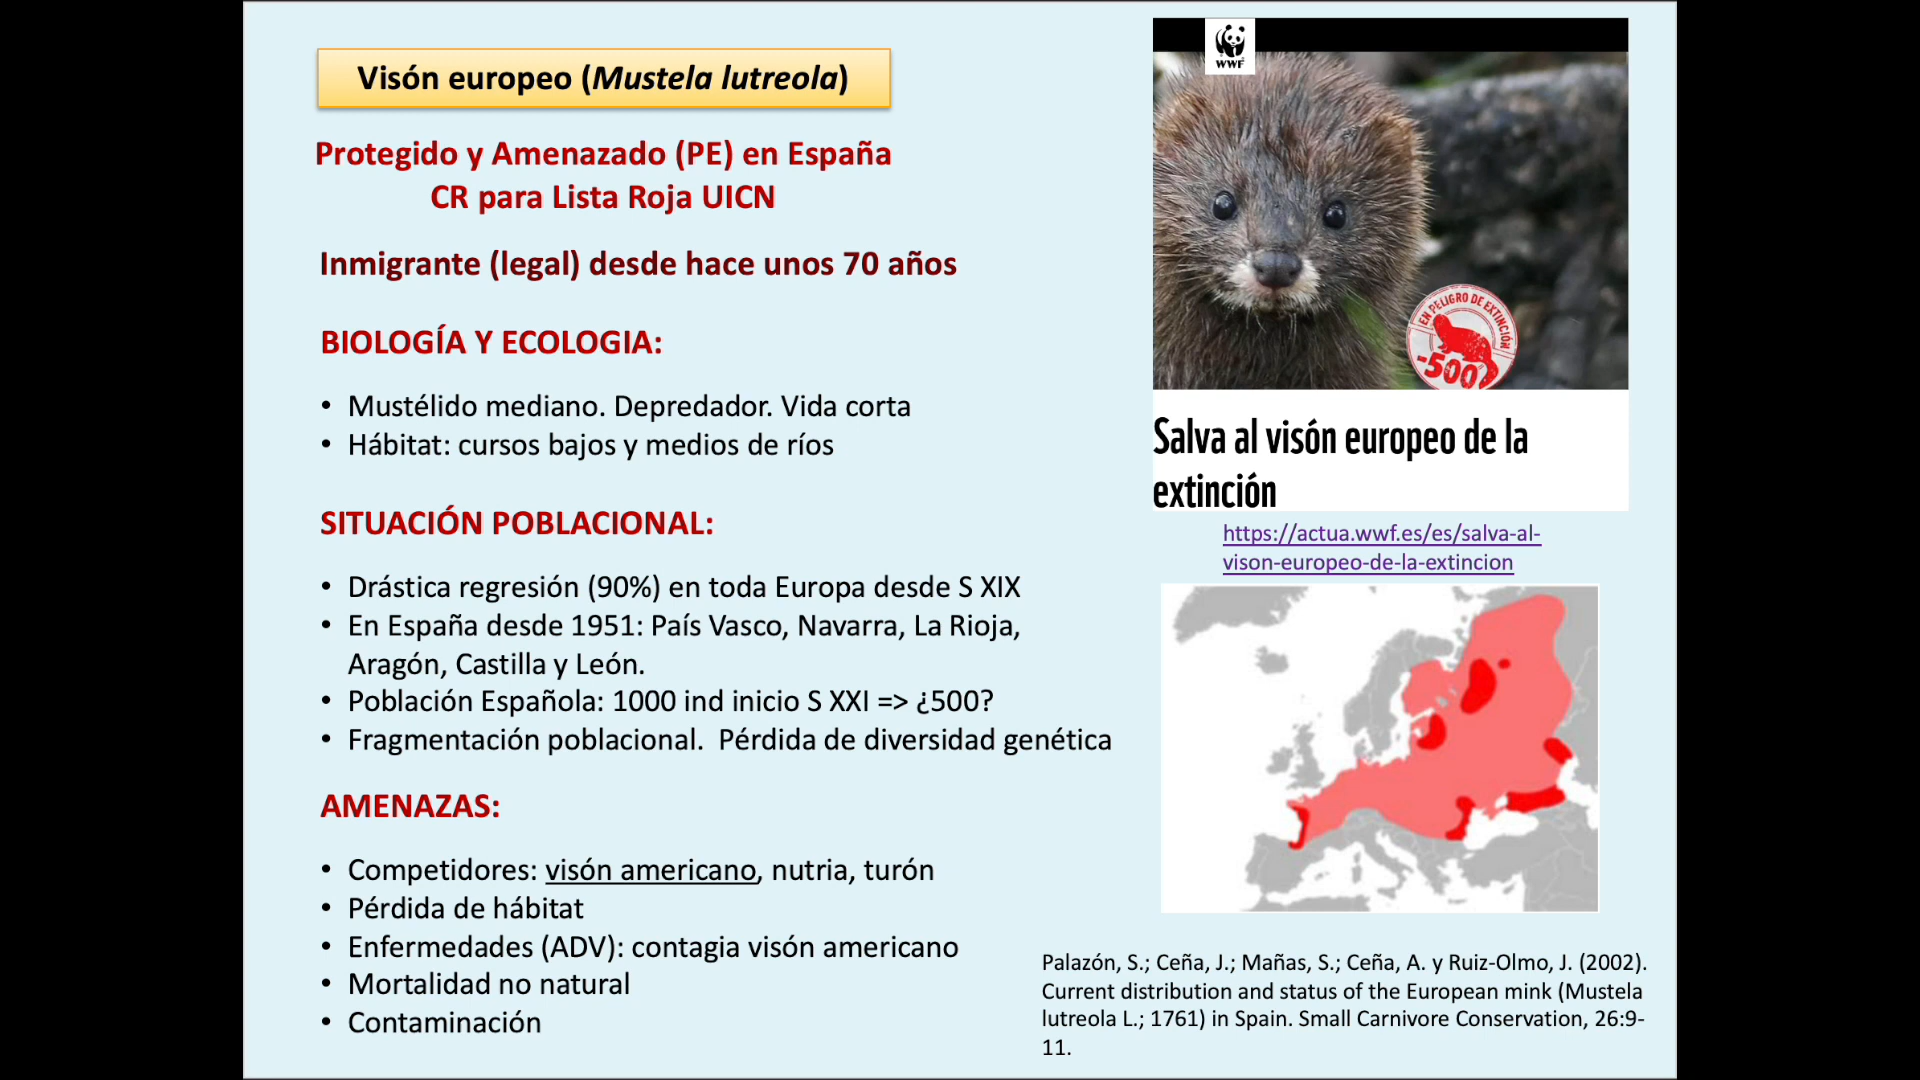 Visón europeo (Mustela lutreola)
Protegido y Amenazado (PE) en España
CR para Lista Roja UICN
Inmigrante (legal) desde hace unos 70 años
BIOLOGÍA Y ECOLOGIA:
• Mustélido mediano. Depredador. Vida corta
• Hábitat: cursos bajos y medios de ríos
SITUACIÓN POBLACIONAL:
• Drástica regresión (90%) en toda Europa desde S XIX
• En España desde 1951: País Vasco, Navarra, La Rioja,
Aragón, Castilla y León.
• Población Española: 1000 ind inicio S XXI => ¿500?
• Fragmentación poblacional.  Pérdida de diversidad genética
AMENAZAS:
• Competidores: visón americano, nutria, turón
• Pérdida de hábitat
• Enfermedades (ADV): contagia visón americano
• Mortalidad no natural
• Contaminación
WWF
EN PELIGRO DE EXTINCIÓN
-500
Salva al visón europeo de la
extinción
https://actua.wwf.es/es/salva-al-
vison-europeo-de-la-extincion
Palazón, S.; Ceña, J.; Mañas, S.; Ceña, A. y Ruiz-Olmo, J. (2002).
Current distribution and status of the European mink (Mustela
lutreola L.; 1761) in Spain. Small Carnivore Conservation, 26:9-
11.